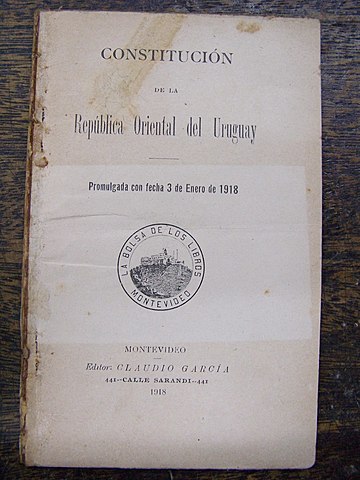 CONSTITUCIÓN
DE LA
República Oriental del Uruguay
Promulgada con fecha 3 de Enero de 1918
LA BOLSA DE LOS LIBROS
MONTEVIDEO
MONTEVIDEO
Editor: CLAUDIO GARCÍA
441--CALLE SARANDI--441
1918